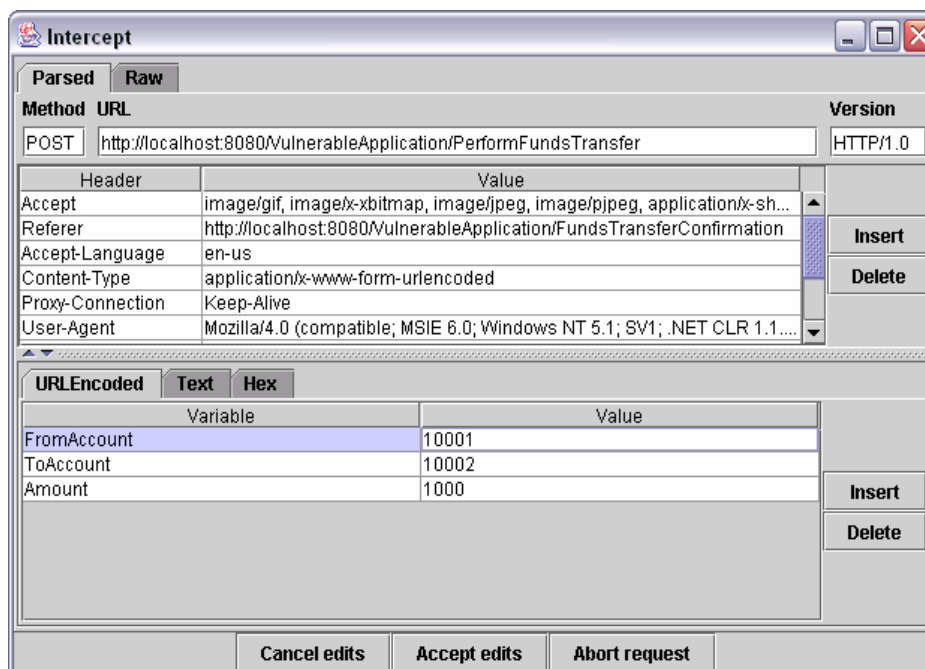 Intercept
Parsed Raw
Method URL Version
POST http://localhost:8080/VulnerableApplication/PerformFundsTransfer HTTP/1.0
Header Value
Accept image/gif, image/x-xbitmap, image/jpeg, image/pjpeg, application/x-sh...
Referer http://localhost:8080/VulnerableApplication/FundsTransferConfirmation
Insert
Accept-Language en-us
Content-Type application/x-www-form-urlencoded
Delete
Proxy-Connection Keep-Alive
User-Agent Mozilla/4.0 (compatible; MSIE 6.0; Windows NT 5.1; SV1; .NET CLR 1.1....
URLEncoded Text Hex
Variable Value
FromAccount 10001
ToAccount 10002
Amount 1000
Insert
Delete
Cancel edits Accept edits Abort request